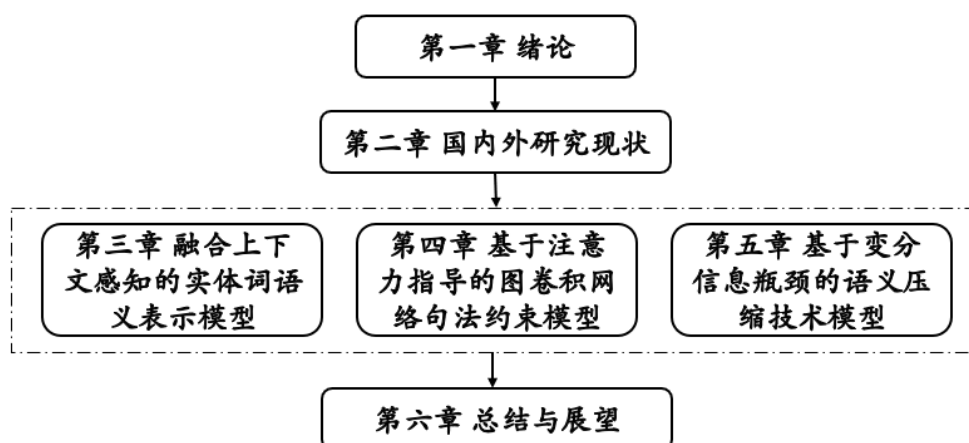 第一章 绪论
第二章 国内外研究现状
第三章 融合上下
文感知的实体词语
义表示模型
第四章 基于注意
力指导的图卷积网
络句法约束模型
第五章 基于变分
信息瓶颈的语义压
缩技术模型
第六章 总结与展望